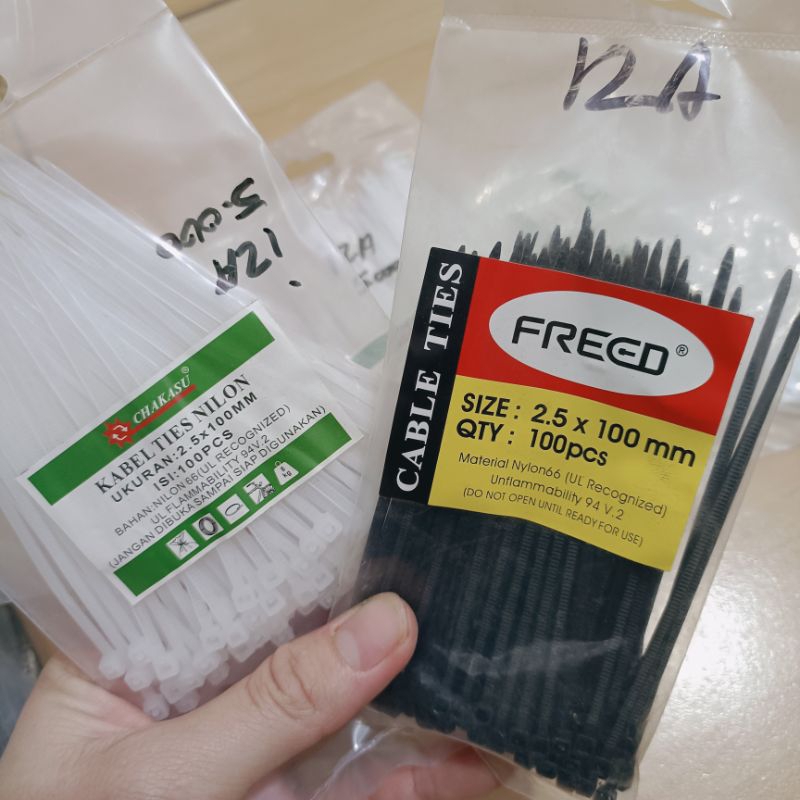 12A
5.000
CHAKASU®
KABEL TIES NILON
UKURAN:2.5x100MM
ISI:100PCS
BAHAN:NILON 66(UL RECOGNIZED)
UL FLAMMABILITY 94V.2
(JANGAN DIBUKA SAMPAI SIAP DIGUNAKAN)
8
kg
12A
12A
CABLE TIES
FREED®
SIZE : 2.5 x 100 mm
QTY : 100pcs
Material Nylon66 (UL Recognized)
Unflammability 94 V.2
(DO NOT OPEN UNTIL READY FOR USE)